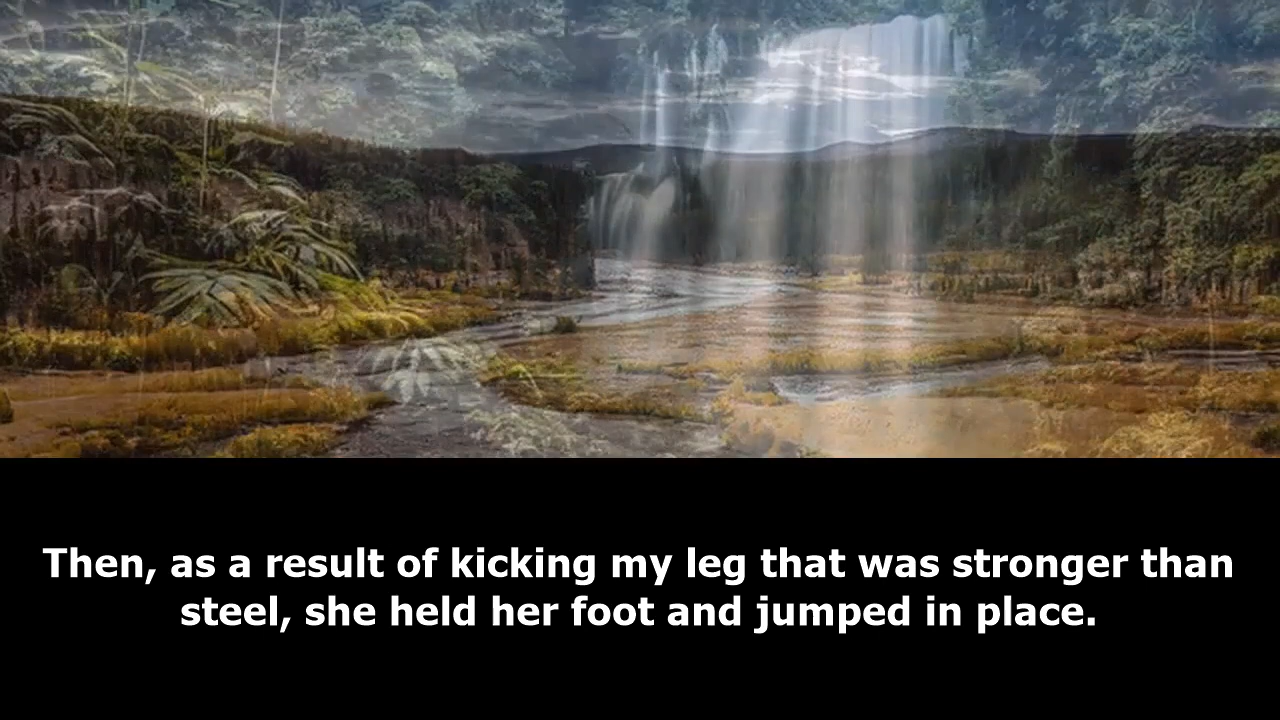 Then, as a result of kicking my leg that was stronger than
steel, she held her foot and jumped in place.